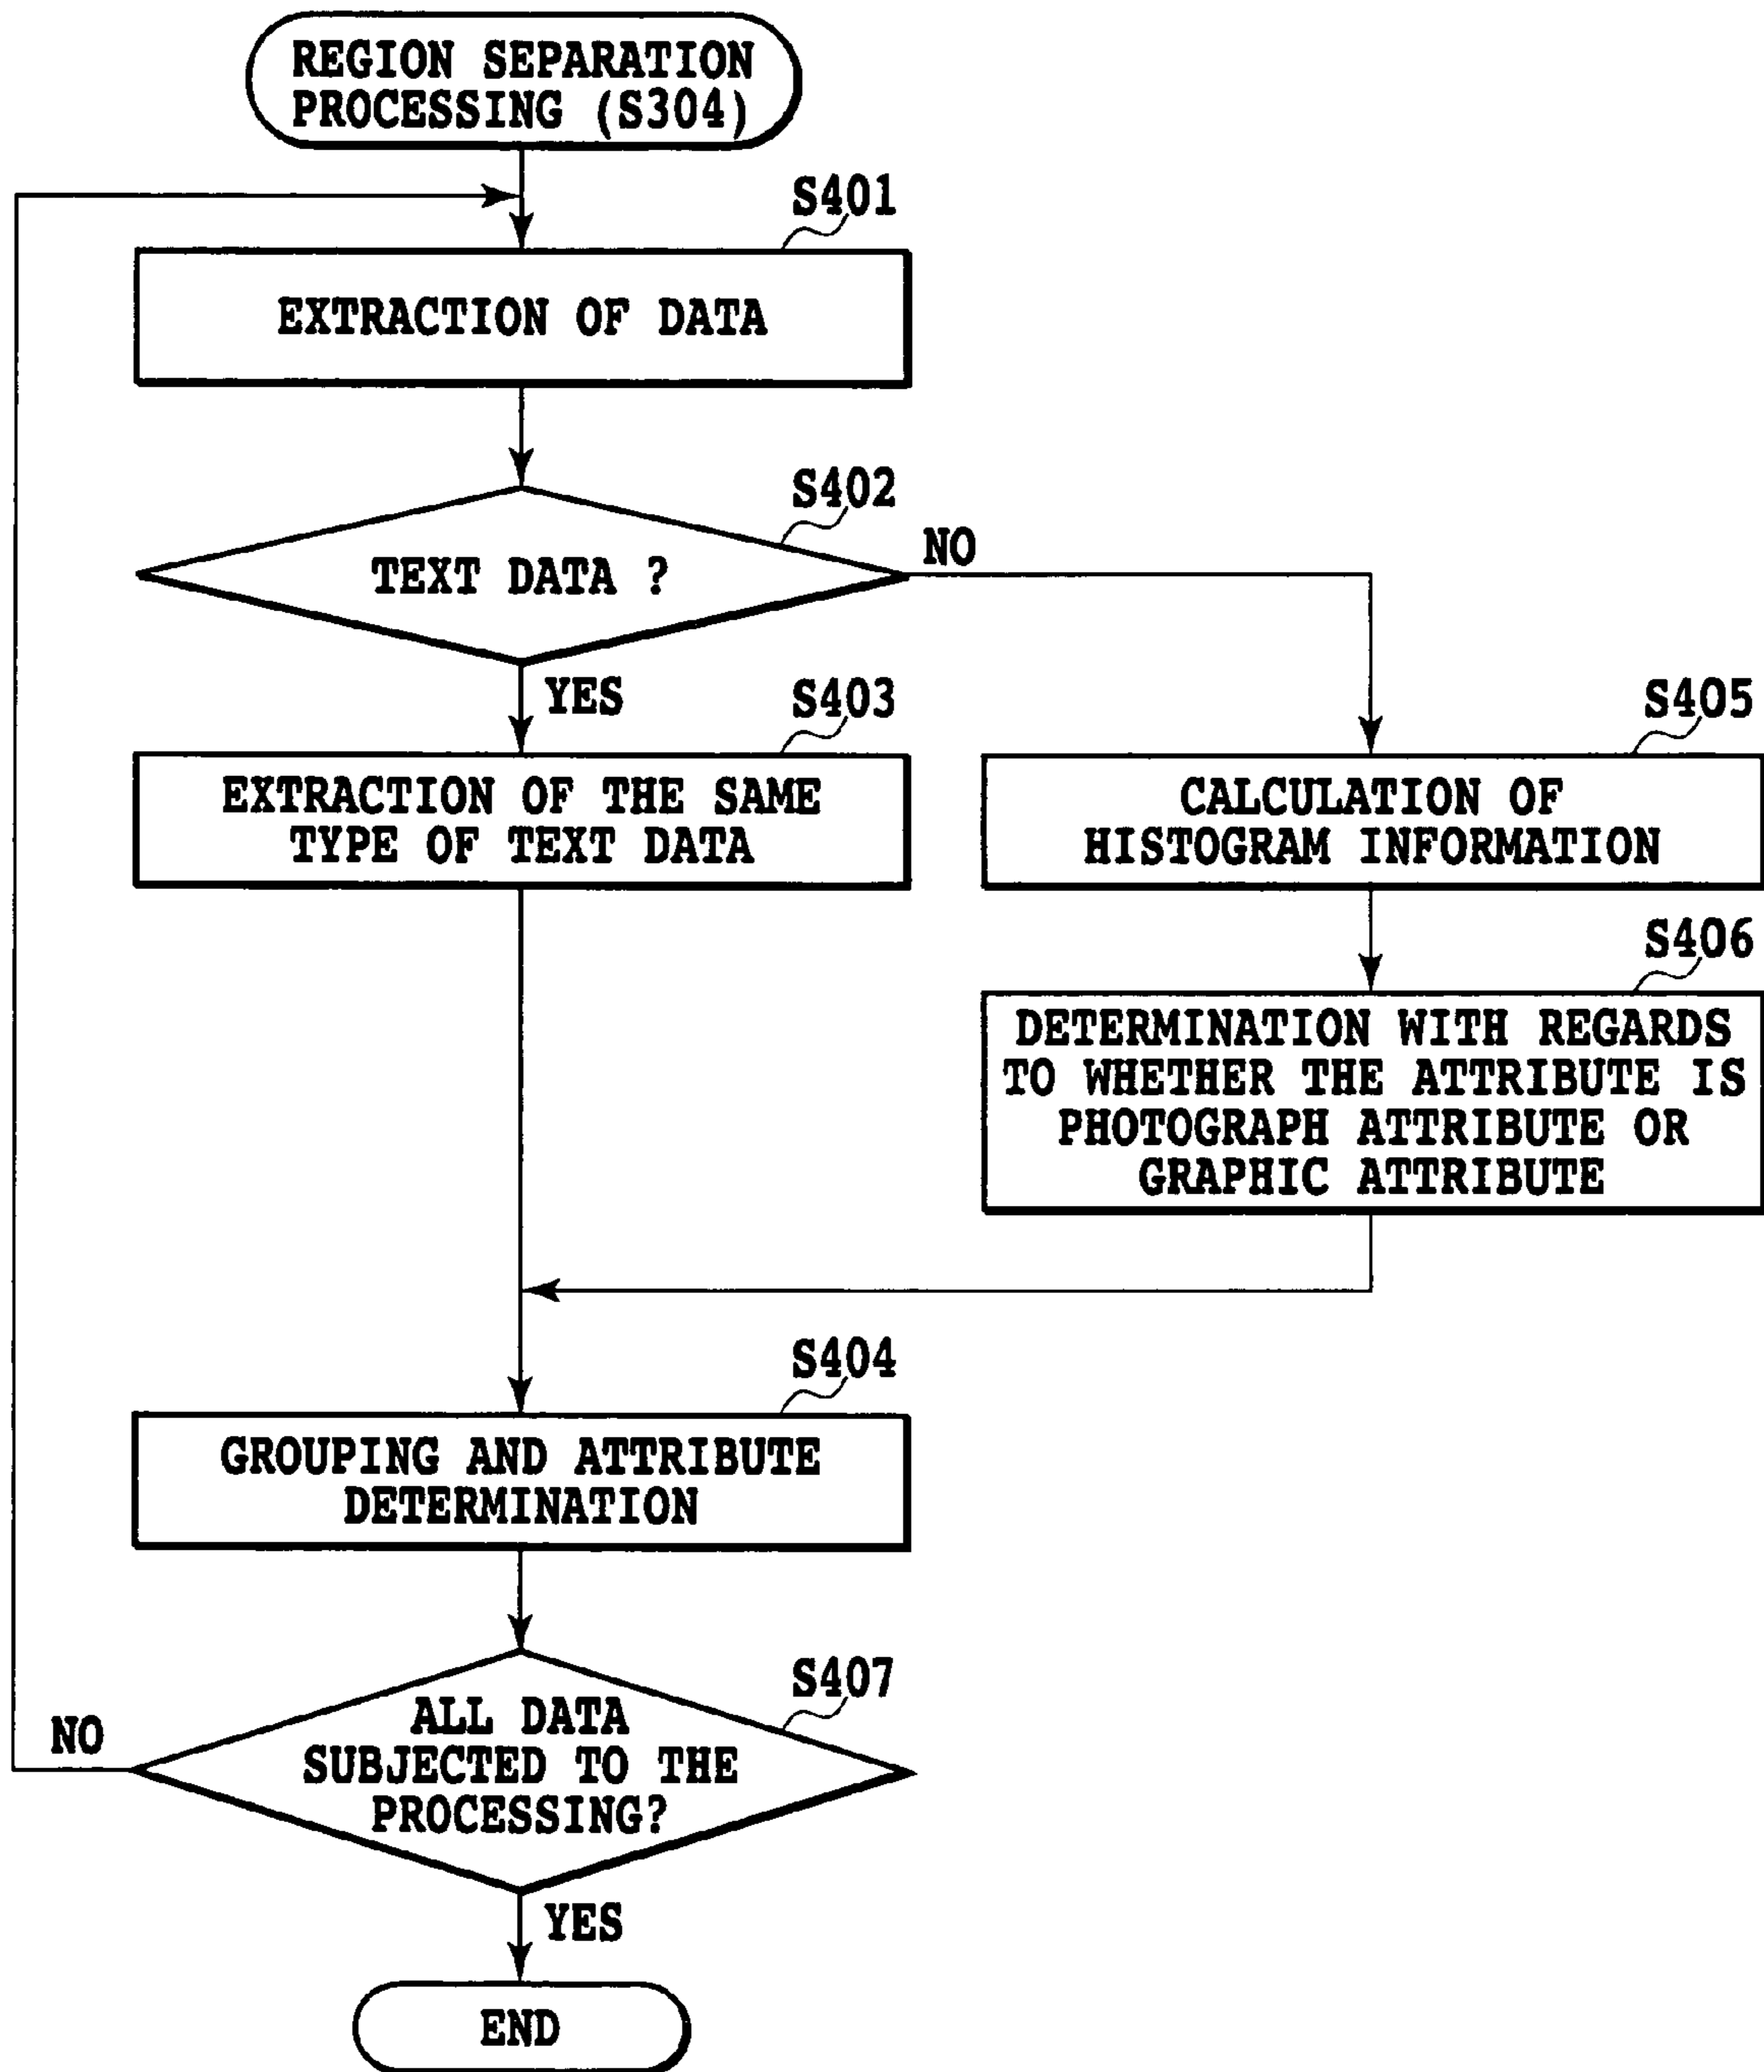 REGION SEPARATION
PROCESSING (S304)
S401
EXTRACTION OF DATA
S402
TEXT DATA ?
NO
YES
S403
EXTRACTION OF THE SAME
TYPE OF TEXT DATA
S405
CALCULATION OF
HISTOGRAM INFORMATION
S406
DETERMINATION WITH REGARDS
TO WHETHER THE ATTRIBUTE IS
PHOTOGRAPH ATTRIBUTE OR
GRAPHIC ATTRIBUTE
S404
GROUPING AND ATTRIBUTE
DETERMINATION
S407
ALL DATA
SUBJECTED TO THE
PROCESSING?
NO
YES
END